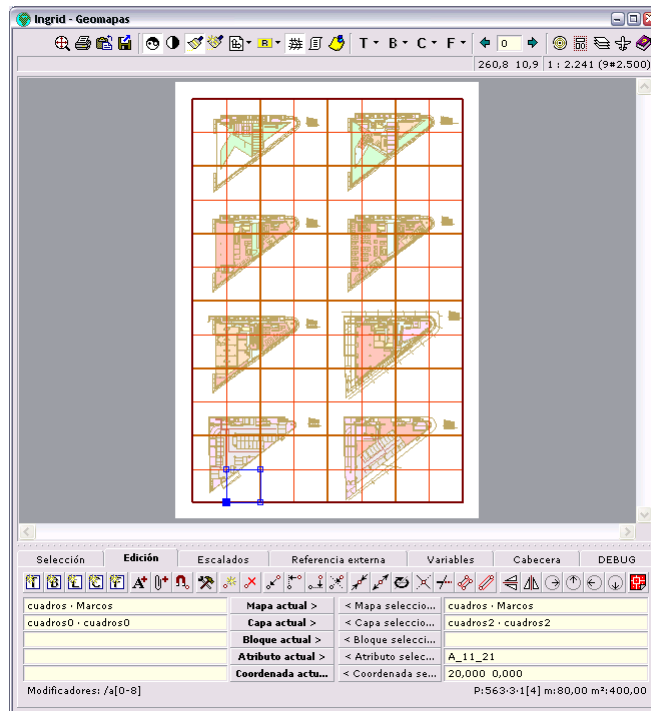 Ingrid - Geomapas
T · B · C · F · 0
260,8 10,9 1 : 2.241 (9#2.500)
Selección Edición Escalados Referencia externa Variables Cabecera DEBUG
cuadros · Marcos Mapa actual > < Mapa seleccio... cuadros · Marcos
cuadros0 · cuadros0 Capa actual > < Capa seleccio... cuadros2 · cuadros2
Bloque actual > < Bloque selecci...
Atributo actual > < Atributo selec... A_11_21
Coordenada actu... < Coordenada se... 20,000 0,000
Modificadores: /a[0-8] P:563·3·1[4] m:80,00 m²:400,00